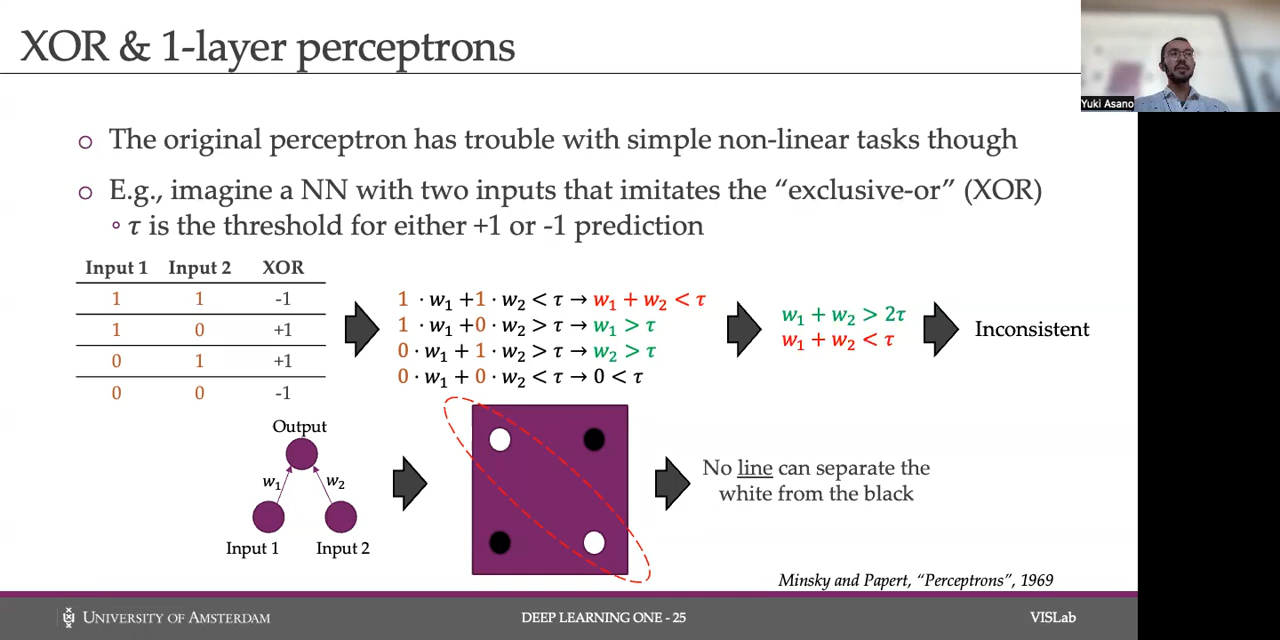 XOR & 1-layer perceptrons
Yuki Asano
The original perceptron has trouble with simple non-linear tasks though
E.g., imagine a NN with two inputs that imitates the “exclusive-or” (XOR)
τ is the threshold for either +1 or -1 prediction
Input 1 Input 2 XOR
1 1 -1
1 0 +1
0 1 +1
0 0 -1
1 · w₁ +1 · w₂ < τ → w₁ + w₂ < τ
1 · w₁ +0 · w₂ > τ → w₁ > τ
0 · w₁ + 1 · w₂ > τ → w₂ > τ
0 · w₁ + 0 · w₂ < τ → 0 < τ
w₁ + w₂ > 2τ
w₁ + w₂ < τ
Inconsistent
Output
w₁ w₂
Input 1 Input 2
No line can separate the
white from the black
Minsky and Papert, “Perceptrons”, 1969
UNIVERSITY OF AMSTERDAM
DEEP LEARNING ONE - 25
VISLab